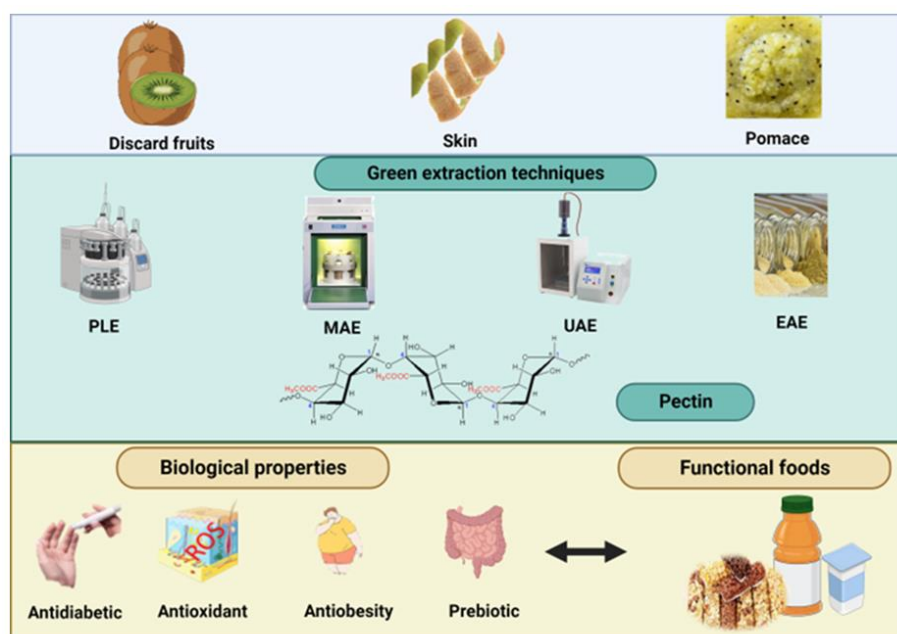 Discard fruits
Skin
Pomace
Green extraction techniques
PLE
MAE
UAE
EAE
Pectin
Biological properties
Functional foods
ROS
Antidiabetic
Antioxidant
Antiobesity
Prebiotic